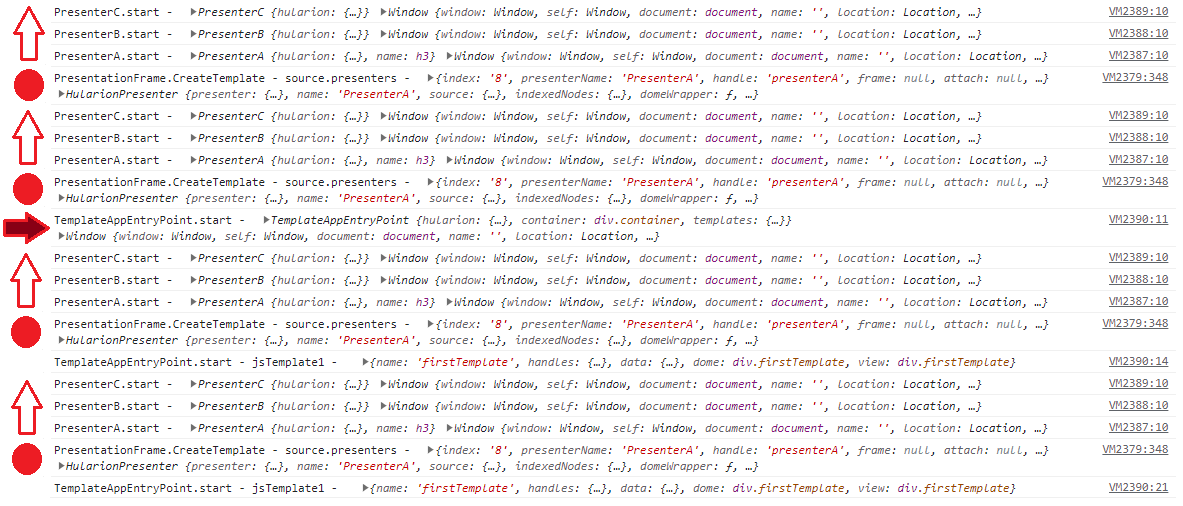 PresenterC.start - ▶PresenterC {hularion: {…}} ▶Window {window: Window, self: Window, document: document, name: '', location: Location, …} VM2389:10
PresenterB.start - ▶PresenterB {hularion: {…}} ▶Window {window: Window, self: Window, document: document, name: '', location: Location, …} VM2388:10
PresenterA.start - ▶PresenterA {hularion: {…}, name: h3} ▶Window {window: Window, self: Window, document: document, name: '', location: Location, …} VM2387:10
PresentationFrame.CreateTemplate - source.presenters - ▶{index: '8', presenterName: 'PresenterA', handle: 'presenterA', frame: null, attach: null, …} VM2379:348
▶HularionPresenter {presenter: {…}, name: 'PresenterA', source: {…}, indexedNodes: {…}, domeWrapper: ƒ, …}
PresenterC.start - ▶PresenterC {hularion: {…}} ▶Window {window: Window, self: Window, document: document, name: '', location: Location, …} VM2389:10
PresenterB.start - ▶PresenterB {hularion: {…}} ▶Window {window: Window, self: Window, document: document, name: '', location: Location, …} VM2388:10
PresenterA.start - ▶PresenterA {hularion: {…}, name: h3} ▶Window {window: Window, self: Window, document: document, name: '', location: Location, …} VM2387:10
PresentationFrame.CreateTemplate - source.presenters - ▶{index: '8', presenterName: 'PresenterA', handle: 'presenterA', frame: null, attach: null, …} VM2379:348
▶HularionPresenter {presenter: {…}, name: 'PresenterA', source: {…}, indexedNodes: {…}, domeWrapper: ƒ, …}
TemplateAppEntryPoint.start - ▶TemplateAppEntryPoint {hularion: {…}, container: div.container, templates: {…}} VM2390:11
▶Window {window: Window, self: Window, document: document, name: '', location: Location, …}
PresenterC.start - ▶PresenterC {hularion: {…}} ▶Window {window: Window, self: Window, document: document, name: '', location: Location, …} VM2389:10
PresenterB.start - ▶PresenterB {hularion: {…}} ▶Window {window: Window, self: Window, document: document, name: '', location: Location, …} VM2388:10
PresenterA.start - ▶PresenterA {hularion: {…}, name: h3} ▶Window {window: Window, self: Window, document: document, name: '', location: Location, …} VM2387:10
PresentationFrame.CreateTemplate - source.presenters - ▶{index: '8', presenterName: 'PresenterA', handle: 'presenterA', frame: null, attach: null, …} VM2379:348
▶HularionPresenter {presenter: {…}, name: 'PresenterA', source: {…}, indexedNodes: {…}, domeWrapper: ƒ, …}
TemplateAppEntryPoint.start - jsTemplate1 - ▶{name: 'firstTemplate', handles: {…}, data: {…}, dome: div.firstTemplate, view: div.firstTemplate} VM2390:14
PresenterC.start - ▶PresenterC {hularion: {…}} ▶Window {window: Window, self: Window, document: document, name: '', location: Location, …} VM2389:10
PresenterB.start - ▶PresenterB {hularion: {…}} ▶Window {window: Window, self: Window, document: document, name: '', location: Location, …} VM2388:10
PresenterA.start - ▶PresenterA {hularion: {…}, name: h3} ▶Window {window: Window, self: Window, document: document, name: '', location: Location, …} VM2387:10
PresentationFrame.CreateTemplate - source.presenters - ▶{index: '8', presenterName: 'PresenterA', handle: 'presenterA', frame: null, attach: null, …} VM2379:348
▶HularionPresenter {presenter: {…}, name: 'PresenterA', source: {…}, indexedNodes: {…}, domeWrapper: ƒ, …}
TemplateAppEntryPoint.start - jsTemplate1 - ▶{name: 'firstTemplate', handles: {…}, data: {…}, dome: div.firstTemplate, view: div.firstTemplate} VM2390:21